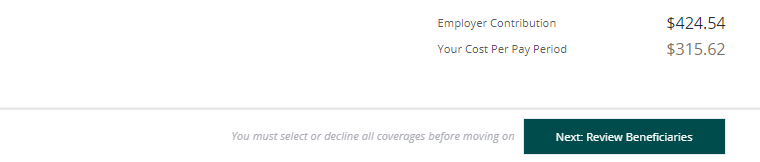 Employer Contribution $424.54
Your Cost Per Pay Period $315.62
You must select or decline all coverages before moving on Next: Review Beneficiaries